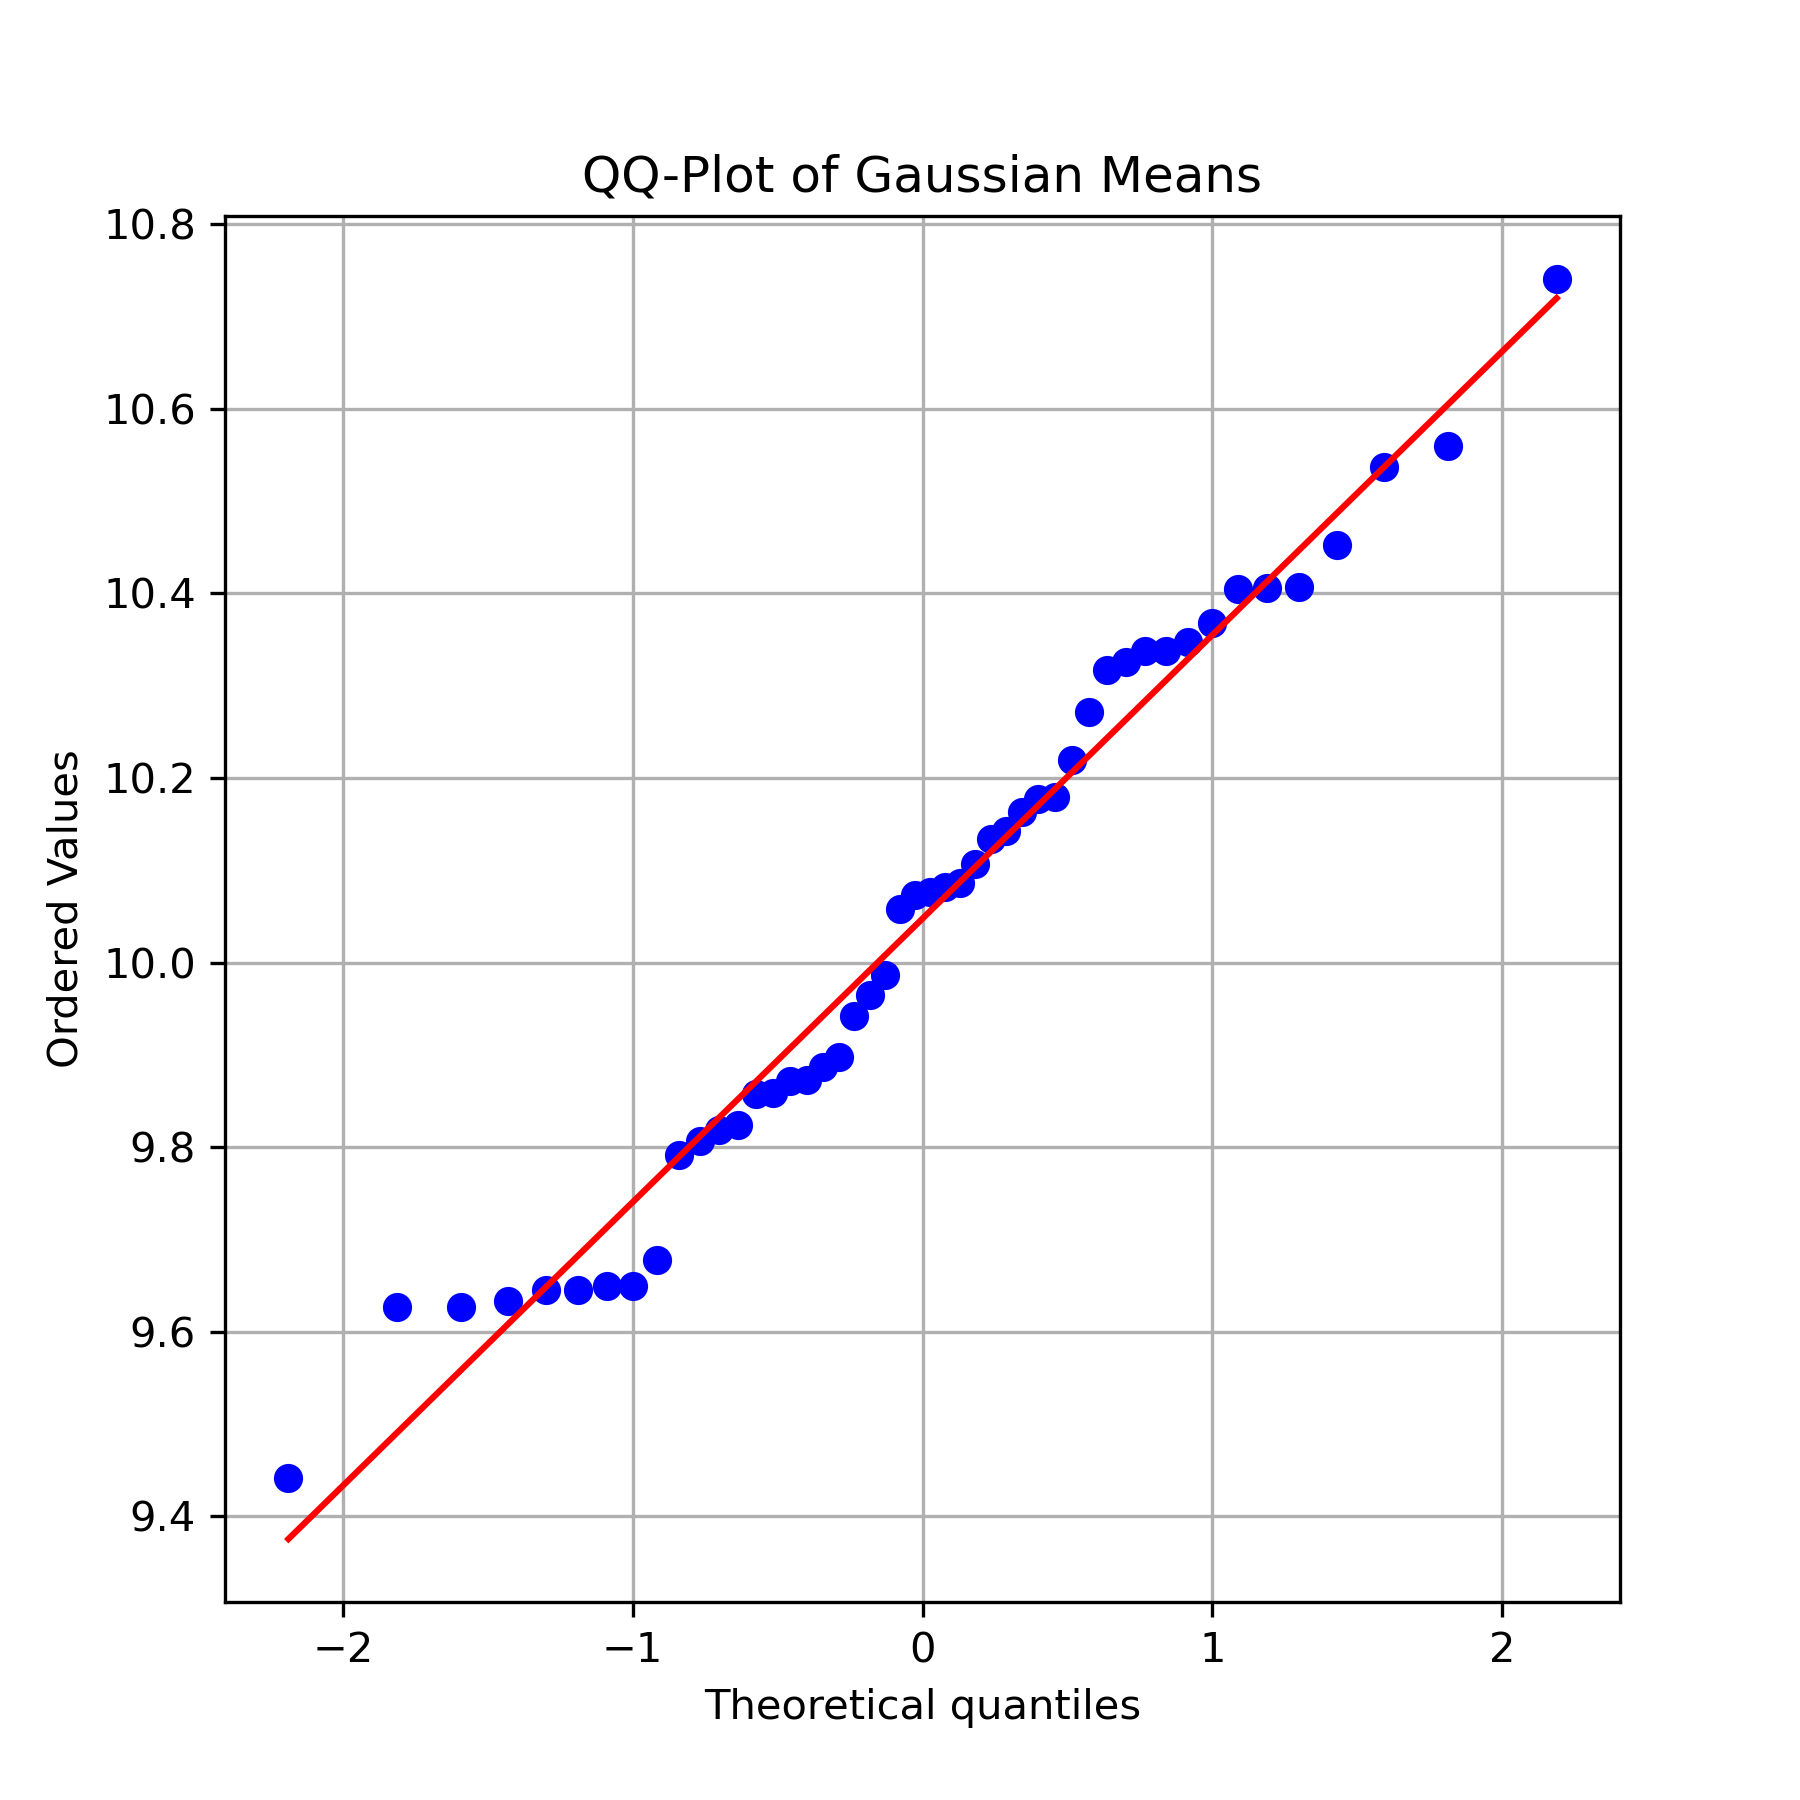 QQ-Plot of Gaussian Means
10.8
10.6
10.4
10.2
10.0
9.8
9.6
9.4
Ordered Values
−2 −1 0 1 2
Theoretical quantiles